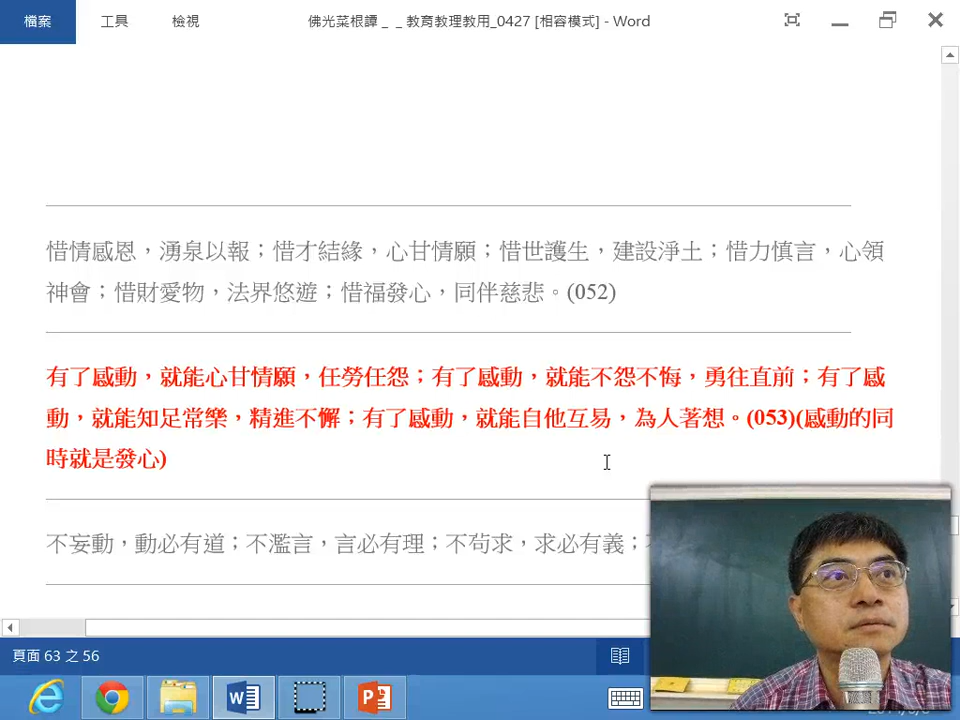 檔案 工具 檢視 佛光菜根譚 _ _ 教育教理教用_0427 [相容模式] - Word
惜情感恩，湧泉以報；惜才結緣，心甘情願；惜世護生，建設淨土；惜力慎言，心領
神會；惜財愛物，法界悠遊；惜福發心，同伴慈悲。(052)
有了感動，就能心甘情願，任勞任怨；有了感動，就能不怨不悔，勇往直前；有了感
動，就能知足常樂，精進不懈；有了感動，就能自他互易，為人著想。(053)(感動的同
時就是發心)
不妄動，動必有道；不濫言，言必有理；不苟求，求必有義；
頁面 63 之 56